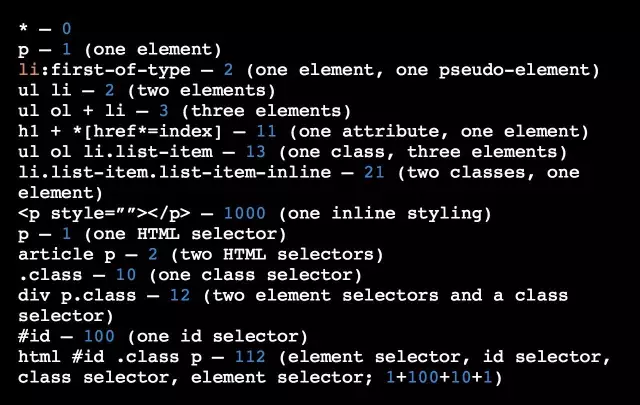 * – 0
p – 1 (one element)
li:first-of-type – 2 (one element, one pseudo-element)
ul li – 2 (two elements)
ul ol + li – 3 (three elements)
h1 + *[href*=index] – 11 (one attribute, one element)
ul ol li.list-item – 13 (one class, three elements)
li.list-item.list-item-inline – 21 (two classes, one
element)
<p style=””></p> – 1000 (one inline styling)
p – 1 (one HTML selector)
article p – 2 (two HTML selectors)
.class – 10 (one class selector)
div p.class – 12 (two element selectors and a class
selector)
#id – 100 (one id selector)
html #id .class p – 112 (element selector, id selector,
class selector, element selector; 1+100+10+1)